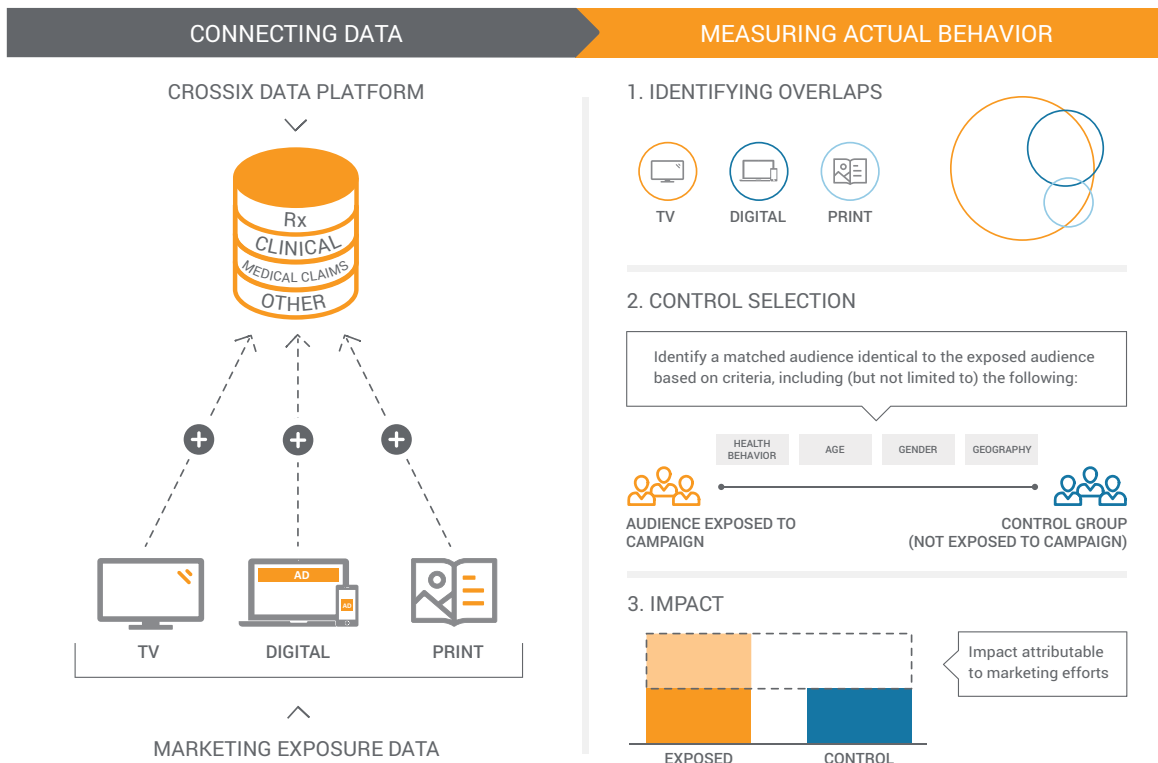 CONNECTING DATA
MEASURING ACTUAL BEHAVIOR
CROSSIX DATA PLATFORM
Rx
CLINICAL
MEDICAL CLAIMS
OTHER
AD
AD
TV
DIGITAL
PRINT
MARKETING EXPOSURE DATA
1. IDENTIFYING OVERLAPS
TV
DIGITAL
PRINT
2. CONTROL SELECTION
Identify a matched audience identical to the exposed audience
based on criteria, including (but not limited to) the following:
HEALTH
BEHAVIOR
AGE
GENDER
GEOGRAPHY
AUDIENCE EXPOSED TO
CAMPAIGN
CONTROL GROUP
(NOT EXPOSED TO CAMPAIGN)
3. IMPACT
Impact attributable
to marketing efforts
EXPOSED
CONTROL